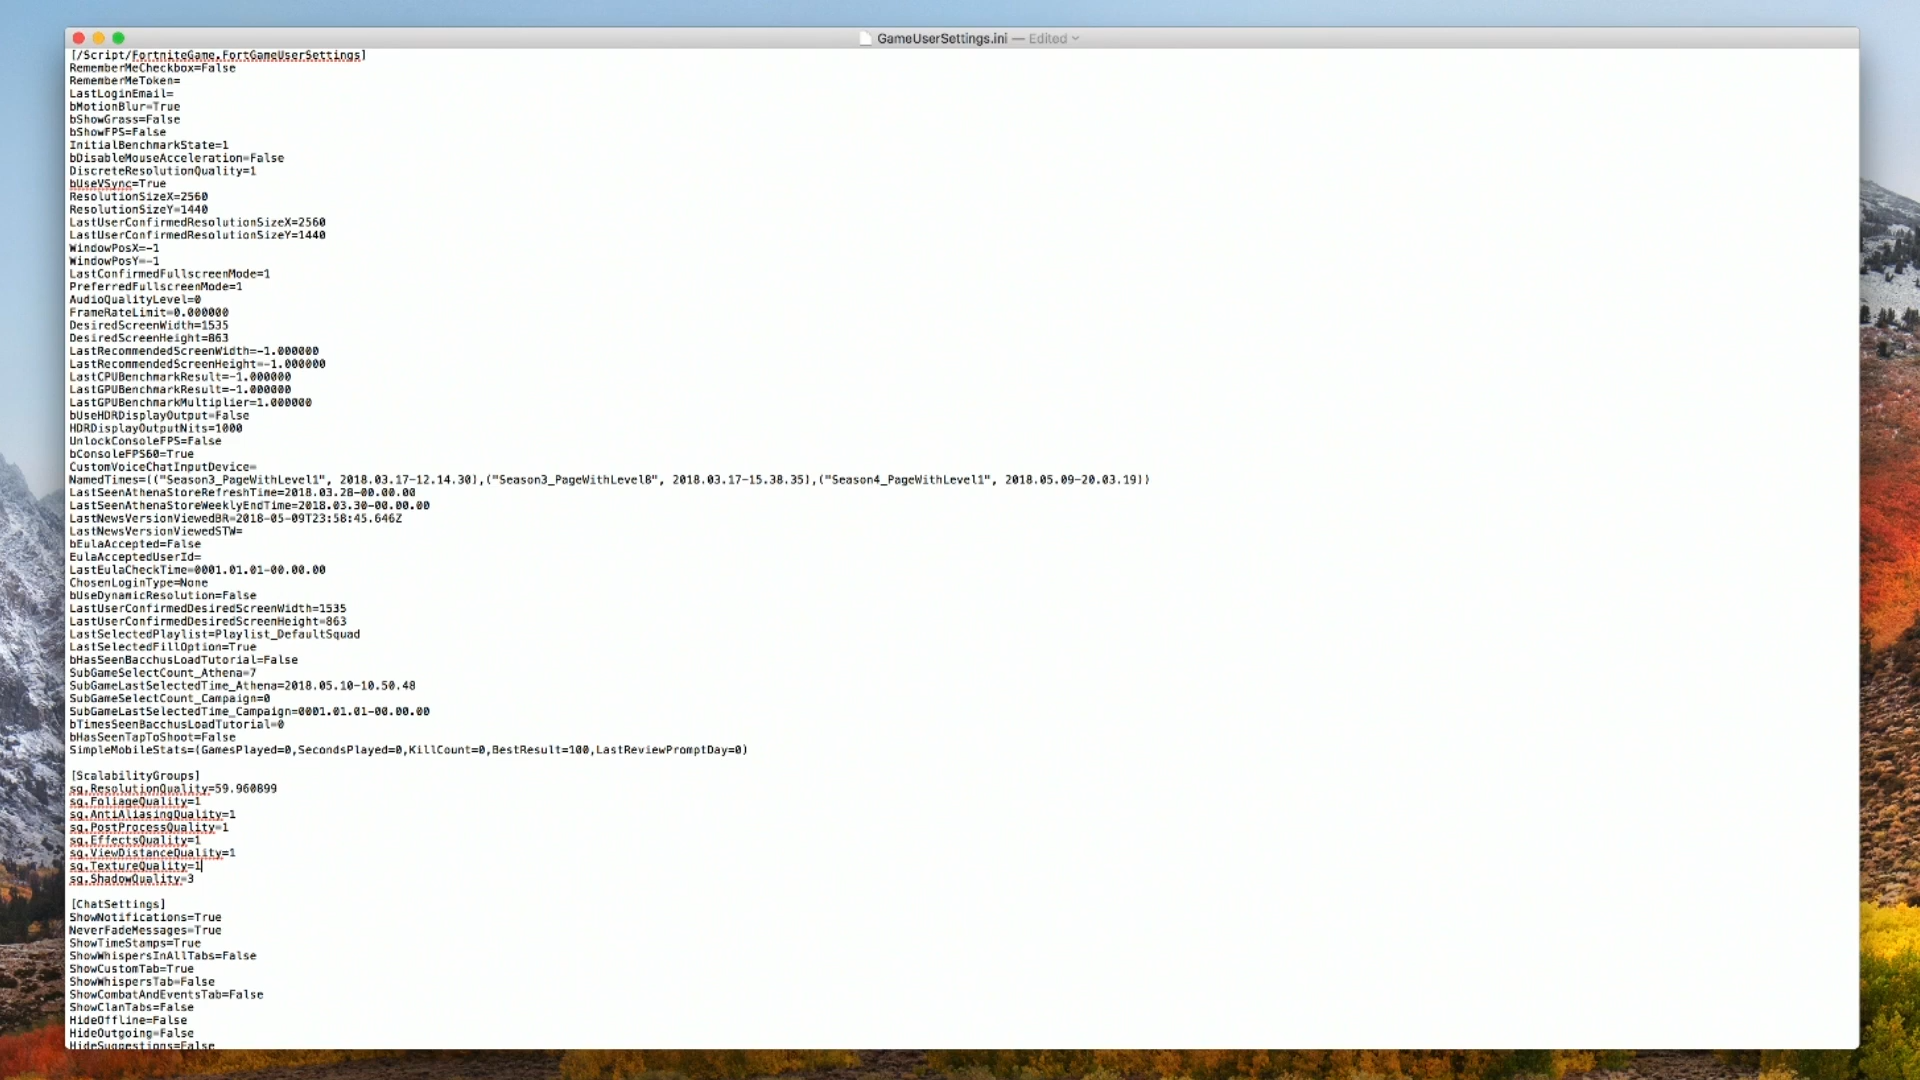 GameUserSettings.ini — Edited
[/Script/FortniteGame.FortGameUserSettings]
RememberMeCheckbox=False
RememberMeToken=
LastLoginEmail=
bMotionBlur=True
bShowGrass=False
bShowFPS=False
InitialBenchmarkState=1
bDisableMouseAcceleration=False
DiscreteResolutionQuality=1
bUseVSync=True
ResolutionSizeX=2560
ResolutionSizeY=1440
LastUserConfirmedResolutionSizeX=2560
LastUserConfirmedResolutionSizeY=1440
WindowPosX=-1
WindowPosY=-1
LastConfirmedFullscreenMode=1
PreferredFullscreenMode=1
AudioQualityLevel=0
FrameRateLimit=0.000000
DesiredScreenWidth=1535
DesiredScreenHeight=863
LastRecommendedScreenWidth=-1.000000
LastRecommendedScreenHeight=-1.000000
LastCPUBenchmarkResult=-1.000000
LastGPUBenchmarkResult=-1.000000
LastGPUBenchmarkMultiplier=1.000000
bUseHDRDisplayOutput=False
HDRDisplayOutputNits=1000
UnlockConsoleFPS=False
bConsoleFPS60=True
CustomVoiceChatInputDevice=
NamedTimes=(("Season3_PageWithLevel1", 2018.03.17-12.14.30),("Season3_PageWithLevel8", 2018.03.17-15.38.35),("Season4_PageWithLevel1", 2018.05.09-20.03.19))
LastSeenAthenaStoreRefreshTime=2018.03.28-00.00.00
LastSeenAthenaStoreWeeklyEndTime=2018.03.30-00.00.00
LastNewsVersionViewedBR=2018-05-09T23:58:45.646Z
LastNewsVersionViewedSTW=
bEulaAccepted=False
EulaAcceptedUserId=
LastEulaCheckTime=0001.01.01-00.00.00
ChosenLoginType=None
bUseDynamicResolution=False
LastUserConfirmedDesiredScreenWidth=1535
LastUserConfirmedDesiredScreenHeight=863
LastSelectedPlaylist=Playlist_DefaultSquad
LastSelectedFillOption=True
bHasSeenBacchusLoadTutorial=False
SubGameSelectCount_Athena=7
SubGameLastSelectedTime_Athena=2018.05.10-10.50.48
SubGameSelectCount_Campaign=0
SubGameLastSelectedTime_Campaign=0001.01.01-00.00.00
bTimesSeenBacchusLoadTutorial=0
bHasSeenTapToShoot=False
SimpleMobileStats=(GamesPlayed=0,SecondsPlayed=0,KillCount=0,BestResult=100,LastReviewPromptDay=0)
[ScalabilityGroups]
sg.ResolutionQuality=59.960899
sg.FoliageQuality=1
sg.AntiAliasingQuality=1
sg.PostProcessQuality=1
sg.EffectsQuality=1
sg.ViewDistanceQuality=1
sg.TextureQuality=1
sg.ShadowQuality=3
[ChatSettings]
ShowNotifications=True
NeverFadeMessages=True
ShowTimeStamps=True
ShowWhispersInAllTabs=False
ShowCustomTab=True
ShowWhispersTab=False
ShowCombatAndEventsTab=False
ShowClanTabs=False
HideOffline=False
HideOutgoing=False
HideSuggestions=False